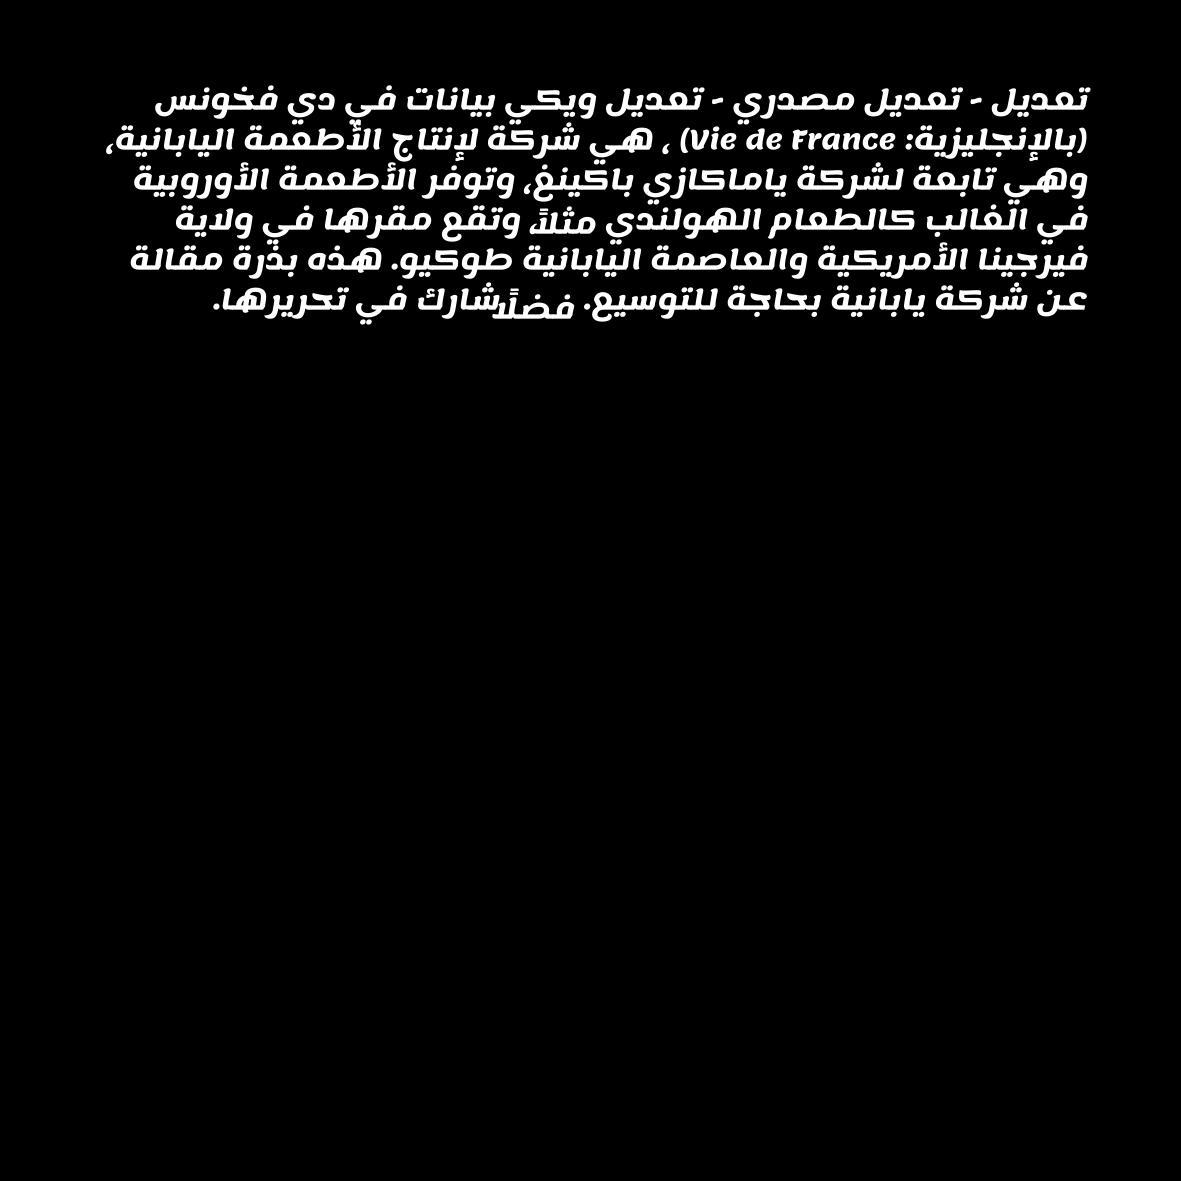 تعديل - تعديل مصدري - تعديل ويكي بيانات في دي فخونس
(بالإنجليزية: Vie de France) ، هي شركة لإنتاج الأطعمة اليابانية،
وهي تابعة لشركة ياماكازي باكينغ، وتوفر الأطعمة الأوروبية
في الغالب كالطعام الهولندي مثلاً، وتقع مقرها في ولاية
فيرجينا الأمريكية والعاصمة اليابانية طوكيو. هذه بذرة مقالة
عن شركة يابانية بحاجة للتوسيع. فضلاً شارك في تحريرها.